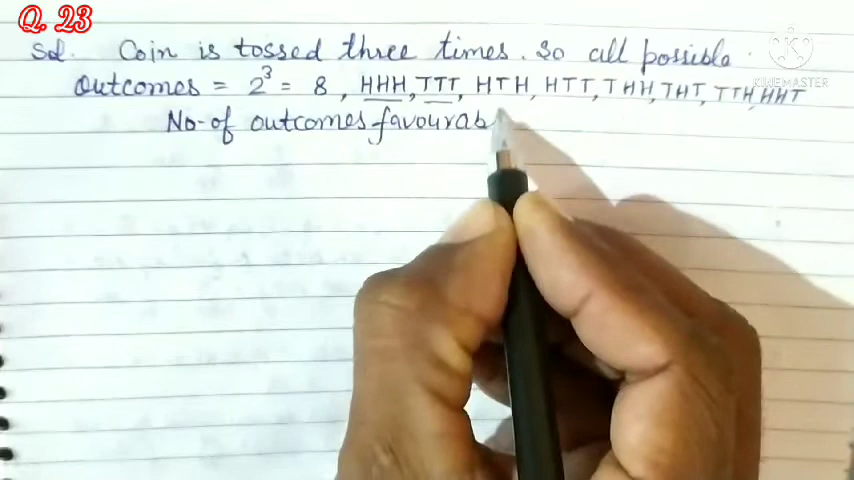 Q. 23
Sol. Coin is tossed three times. So all possible
KINEMASTER
Outcomes = 2³ = 8, HHH, TTT, HTH, HTT, THH, THT, TTH, HHT
No-of outcomes favourab